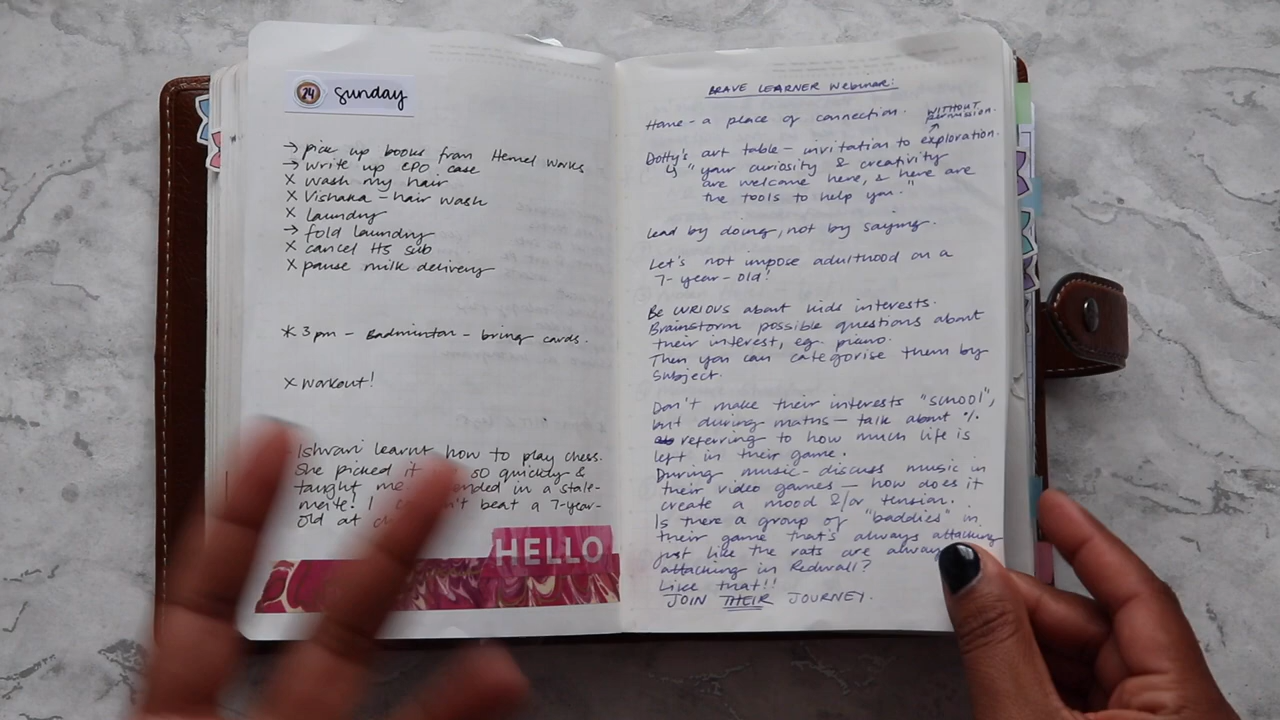 24 Sunday
→ pick up books from Hemel Works
→ write up EPO case
X wash my hair
X Vishaka - hair wash
X laundry
→ fold laundry
X cancel HS sub
X pause milk delivery
* 3pm - Badminton - bring cards.
X workout!
- Ishvari learnt how to play chess.
She picked it so quickly &
taught me ended in a stale-
mate! I beat a 7-year-
old at
HELLO
BRAVE LEARNER Webinar:
Home - a place of connection.
WITHOUT
permission.
↑
Dotty's art table - invitation to exploration.
↳ "your curiosity & creativity
are welcome here, & here are
the tools to help you."
Lead by doing, not by saying.
Let's not impose adulthood on a
7-year-old!
Be CURIOUS about kids interests.
Brainstorm possible questions about
their interest, eg. piano.
Then you can categorise them by
subject.
Don't make their interests "school",
but during maths - talk about %
referring to how much life is
left in their game.
During music - discuss music in
their video games - how does it
create a mood &/or tension.
Is there a group of "baddies" in
their game that's always attacking
just like the rats are
attacking in Redwall?
Like that!!
JOIN THEIR JOURNEY.